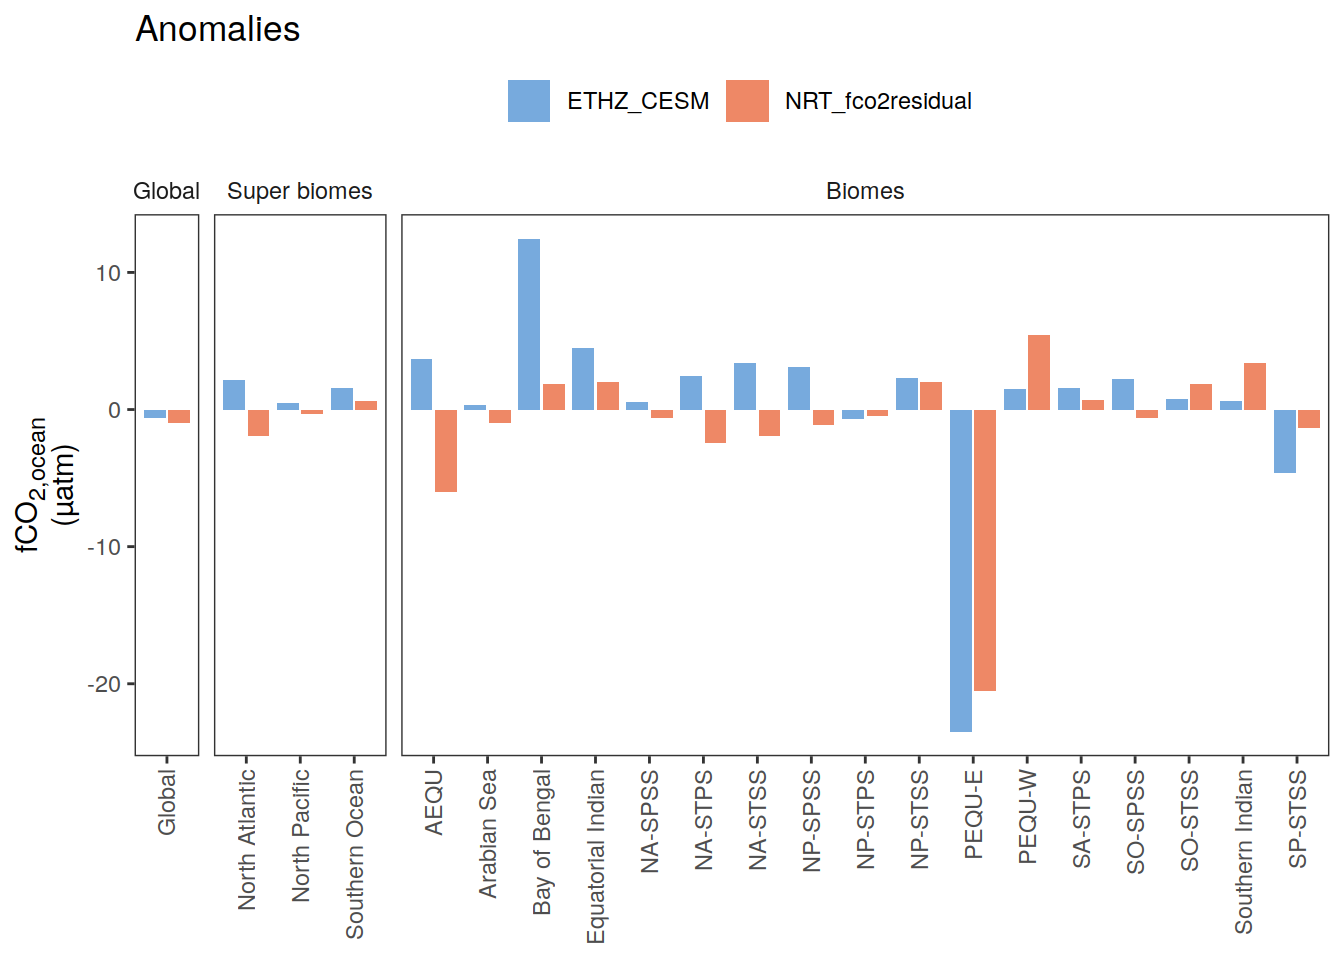 Anomalies
ETHZ_CESM NRT_fco2residual
Global Super biomes Biomes
10
0
-10
-20
fCO2,ocean
(µatm)
Global
North Atlantic
North Pacific
Southern Ocean
AEQU
Arabian Sea
Bay of Bengal
Equatorial Indian
NA-SPSS
NA-STPS
NA-STSS
NP-SPSS
NP-STPS
NP-STSS
PEQU-E
PEQU-W
SA-STPS
SO-SPSS
SO-STSS
Southern Indian
SP-STSS